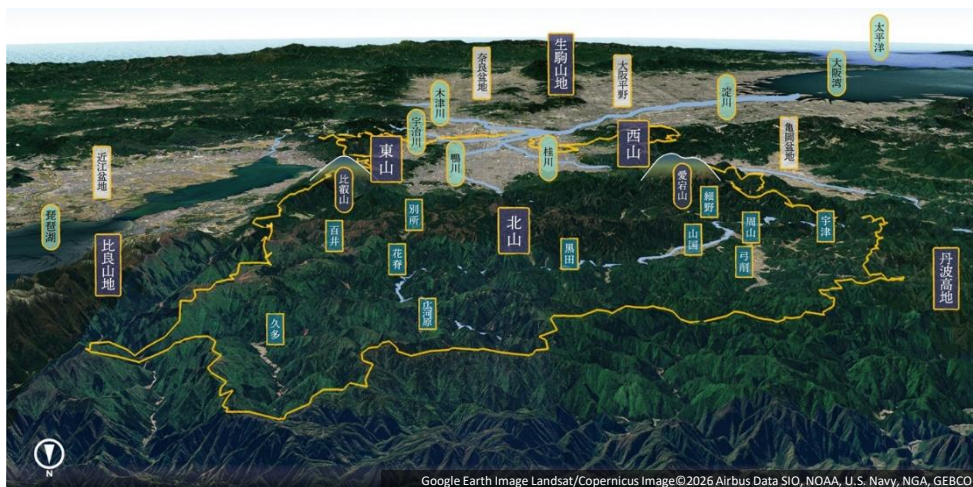 太平洋
大阪湾
生駒山地
奈良盆地
大阪平野
淀川
木津川
宇治川
亀岡盆地
東山
西山
鴨川
桂川
近江盆地
比叡山
愛宕山
琵琶湖
比良山地
百井
別所
北山
細野
周山
宇津
山国
弓削
花脊
黒田
丹波高地
広河原
久多
N
Google Earth Image Landsat/Copernicus Image©2026 Airbus Data SIO, NOAA, U.S. Navy, NGA, GEBCO